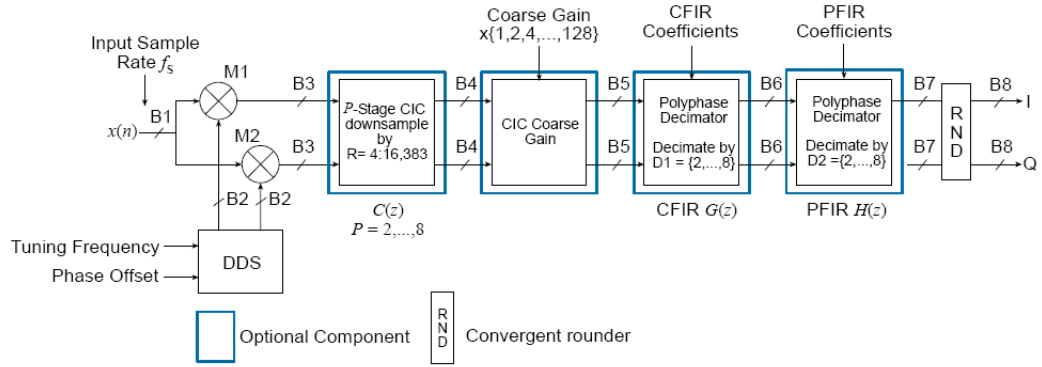 Coarse Gain
x{1,2,4,...,128}
CFIR
Coefficients
PFIR
Coefficients
Input Sample
Rate fs
M1
B3
B4
B5
B6
B7
B8
B1
x(n)
I
P-Stage CIC
downsample
by
R= 4:16,383
CIC Coarse
Gain
Polyphase
Decimator
Decimate by
D1 = {2,...,8}
Polyphase
Decimator
Decimate by
D2 ={2,...,8}
RND
M2
B3
B4
B5
B6
B7
B8
Q
B2
B2
C(z)
P = 2,...,8
CFIR G(z)
PFIR H(z)
Tuning Frequency
Phase Offset
DDS
Optional Component
RND
Convergent rounder